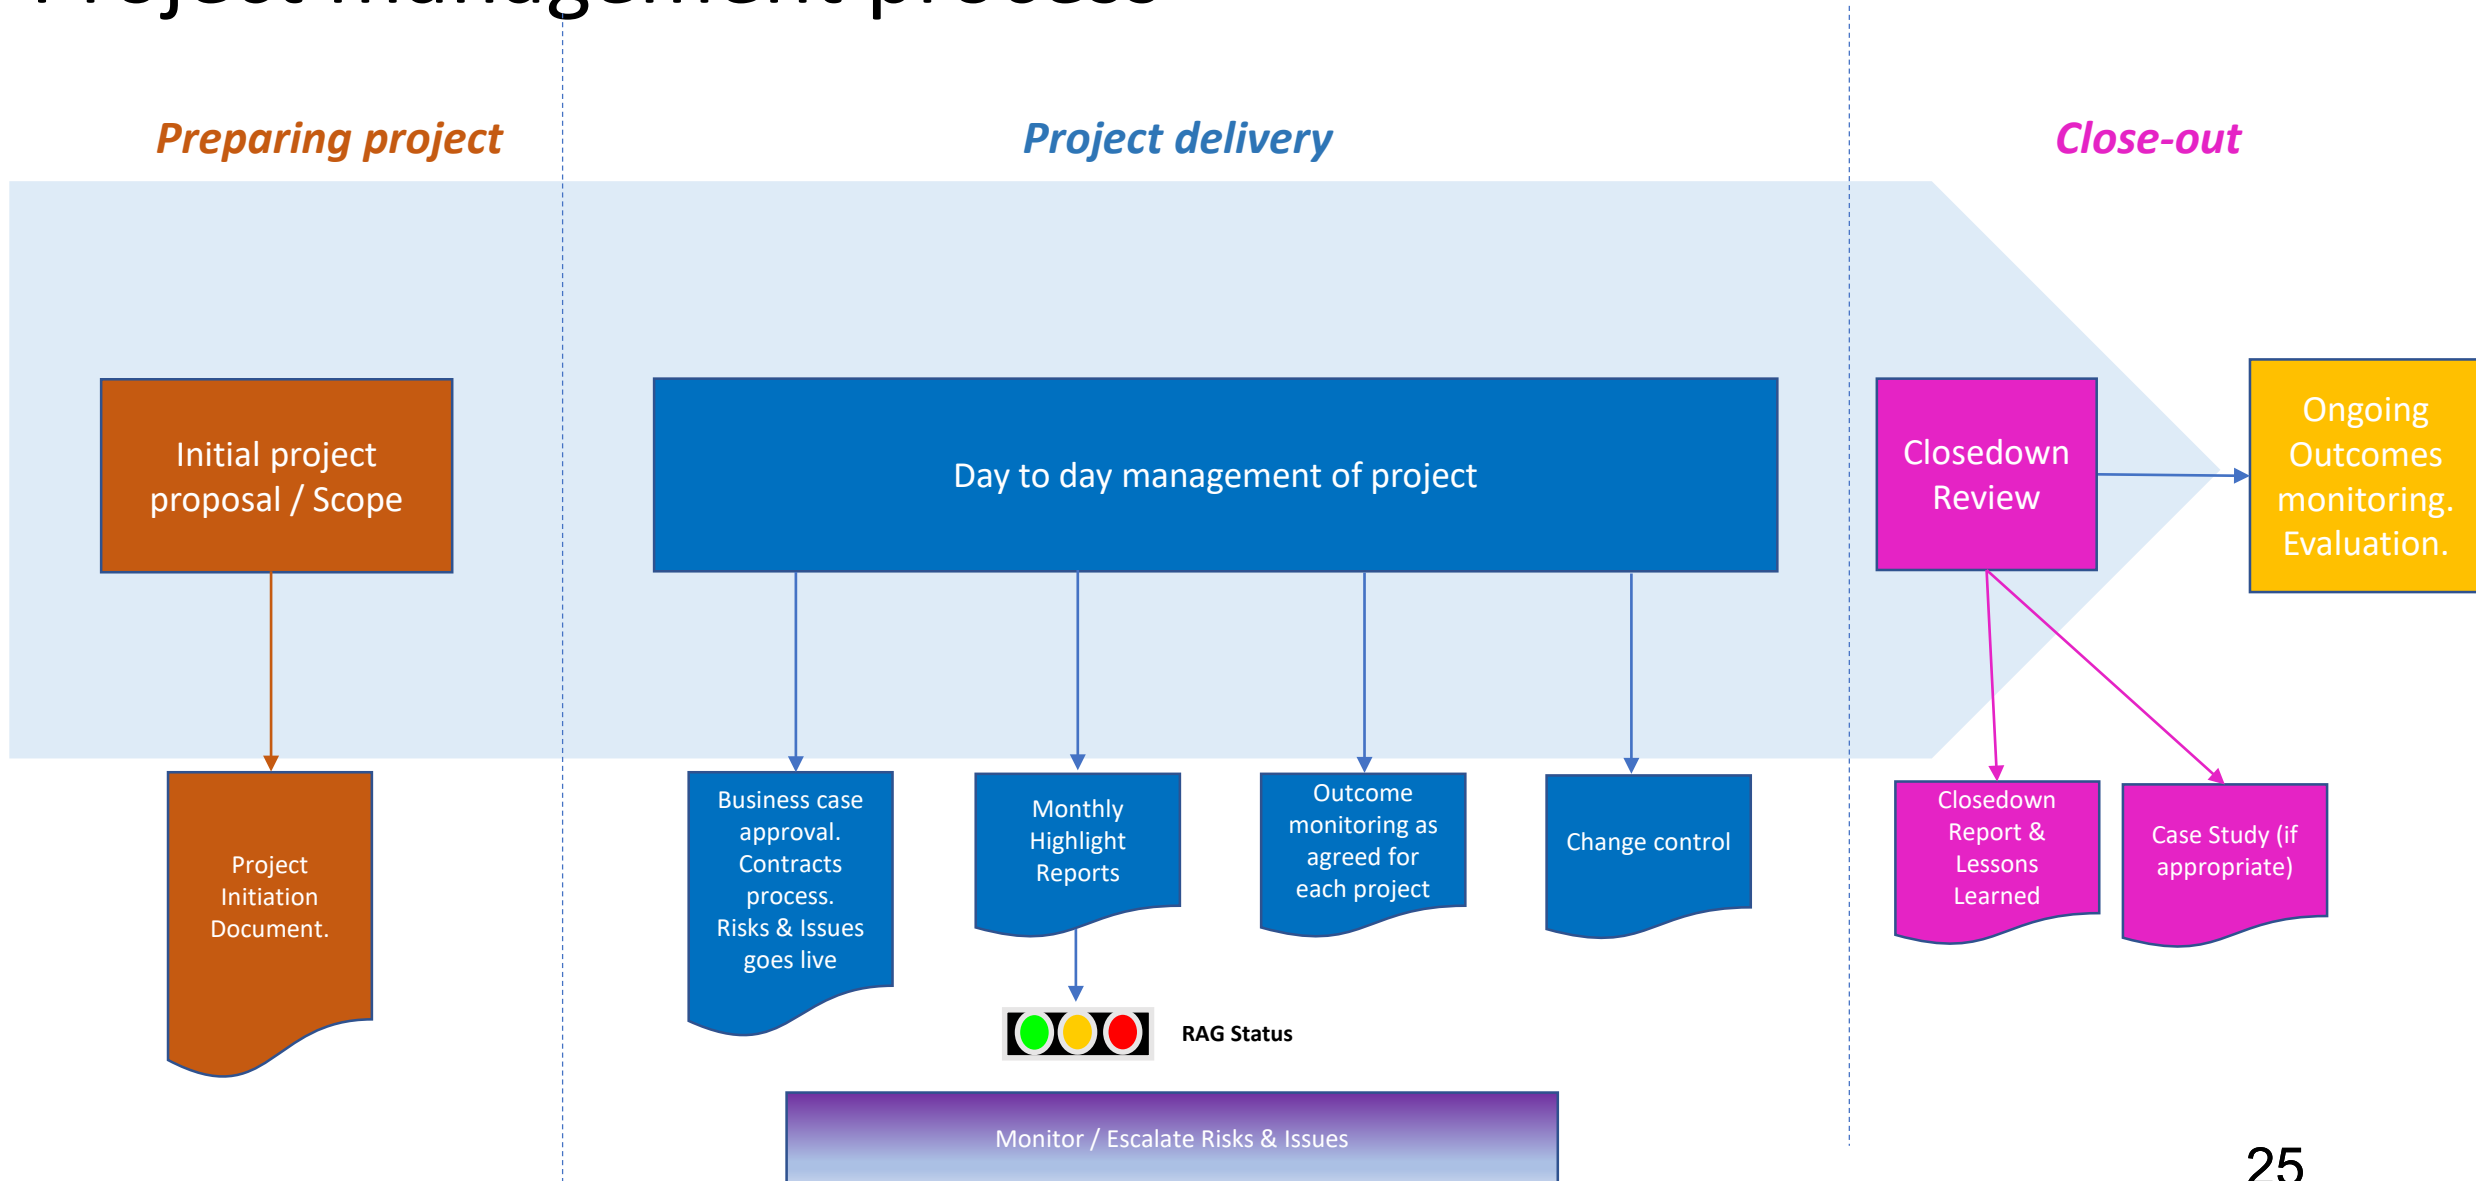 Project management process
Preparing project
Project delivery
Close-out
Initial project
proposal / Scope
Day to day management of project
Closedown
Review
Ongoing
Outcomes
monitoring.
Evaluation.
Project
Initiation
Document.
Business case
approval.
Contracts
process.
Risks & Issues
goes live
Monthly
Highlight
Reports
Outcome
monitoring as
agreed for
each project
Change control
Closedown
Report &
Lessons
Learned
Case Study (if
appropriate)
RAG Status
Monitor / Escalate Risks & Issues
25